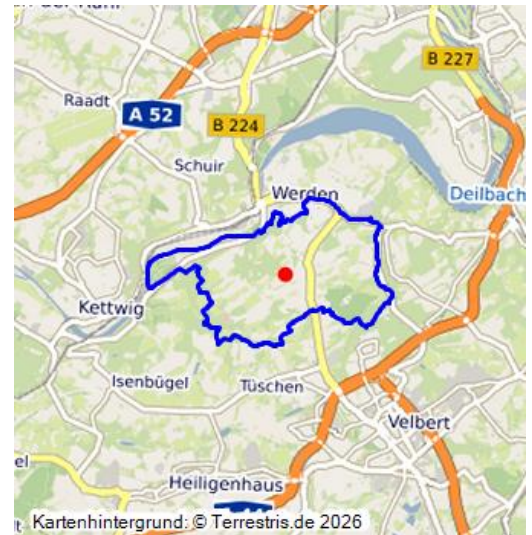 Raadt
A 52
B 227
B 224
Schuir
Werden
Deilbach
Kettwig
Isenbügel
Tüschen
Velbert
Heiligenhaus
Kartenhintergrund: © Terrestris.de 2026